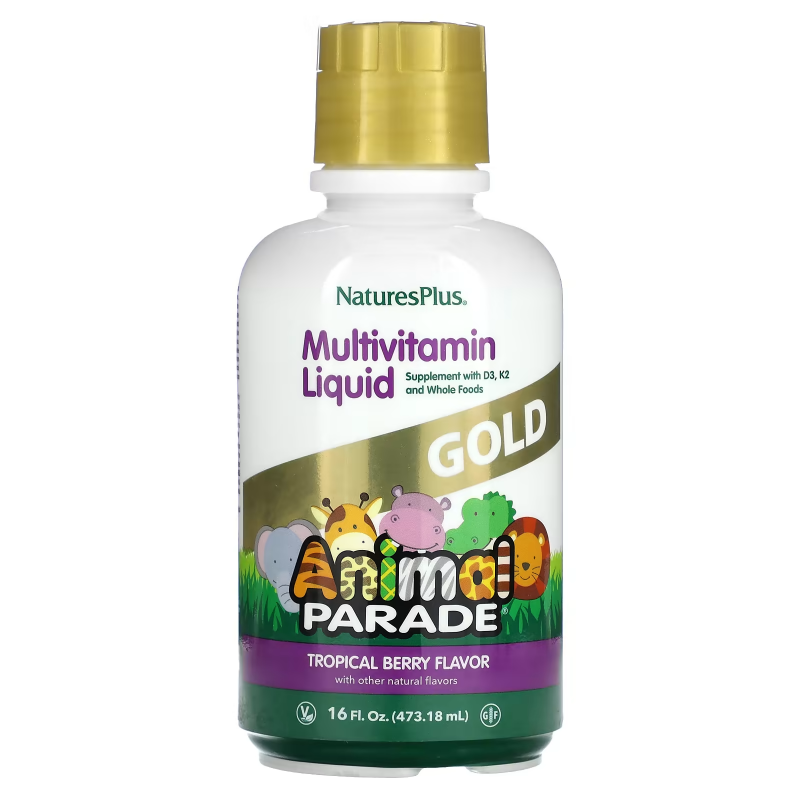 NaturesPlus®
Multivitamin
Liquid
Supplement with D3, K2
and Whole Foods
GOLD
Animal
PARADE®
TROPICAL BERRY FLAVOR
with other natural flavors
V
16 Fl. Oz. (473.18 mL)
GF